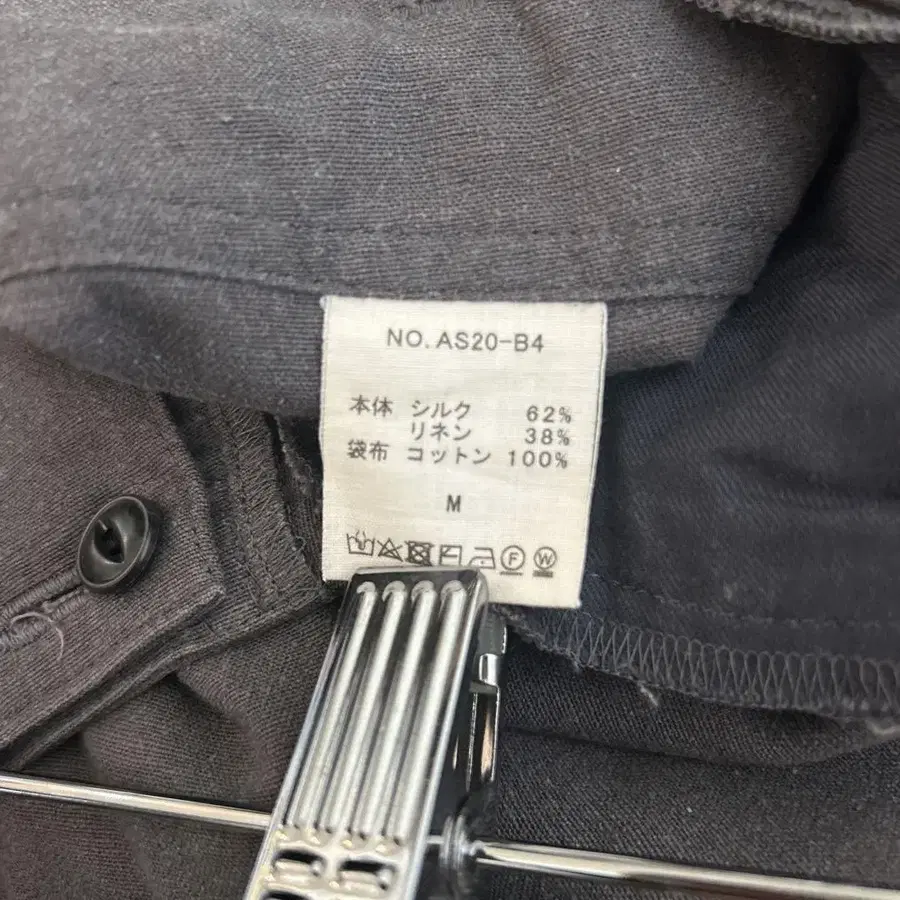 NO.AS20-B4
本体 シルク 62%
リネン 38%
袋布 コットン 100%
M
F W